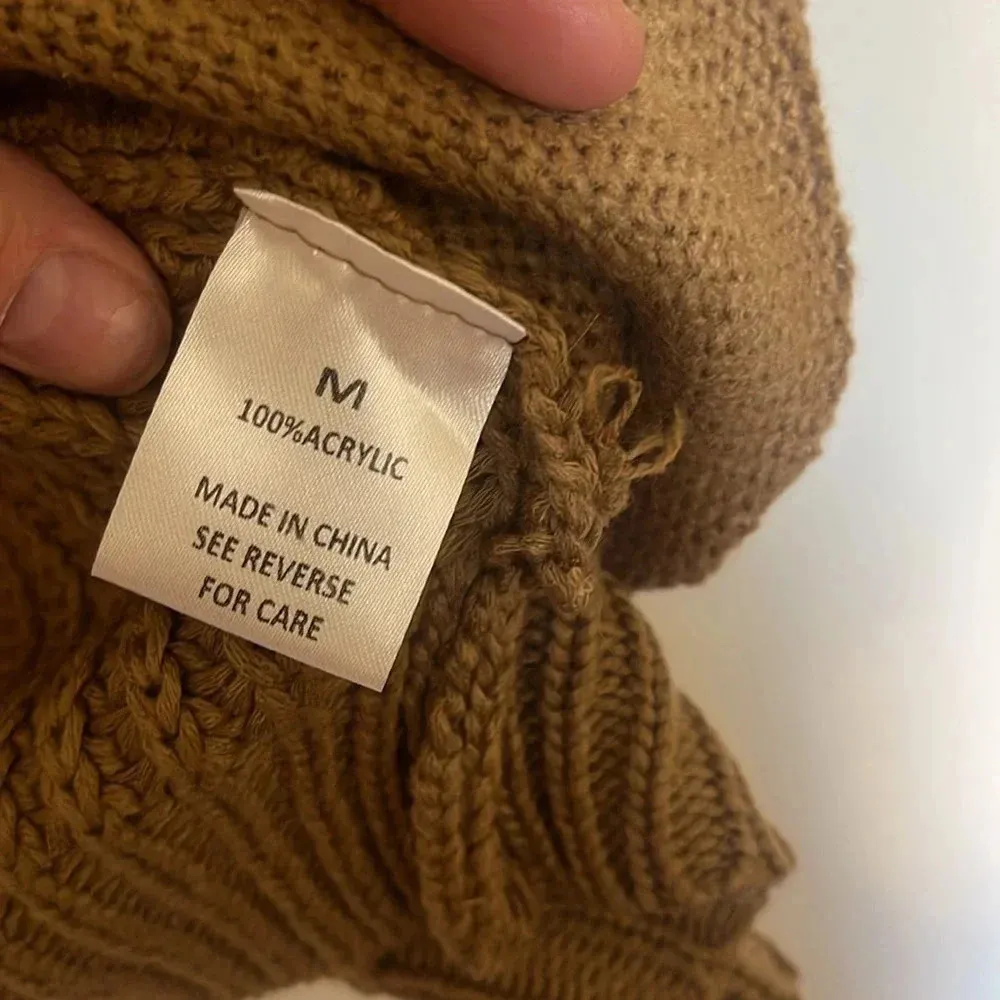 M
100%ACRYLIC
MADE IN CHINA
SEE REVERSE
FOR CARE